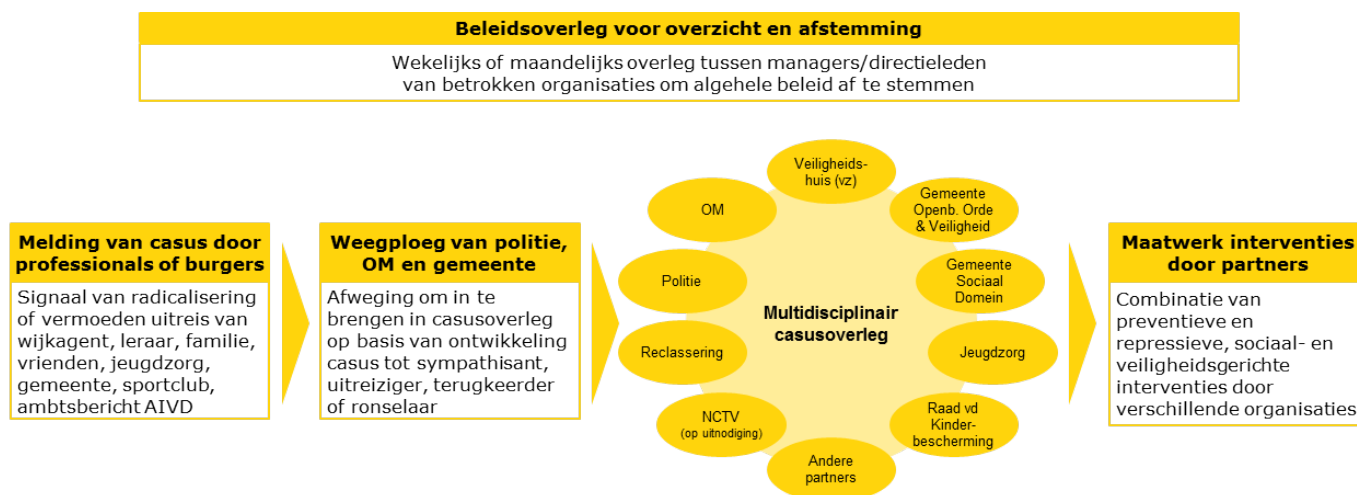 Beleidsoverleg voor overzicht en afstemming
Wekelijks of maandelijks overleg tussen managers/directieleden
van betrokken organisaties om algehele beleid af te stemmen
Melding van casus door
professionals of burgers
Signaal van radicalisering
of vermoeden uitreis van
wijkagent, leraar, familie,
vrienden, jeugdzorg,
gemeente, sportclub,
ambtsbericht AIVD
Weegploeg van politie,
OM en gemeente
Afweging om in te
brengen in casusoverleg
op basis van ontwikkeling
casus tot sympathisant,
uitreiziger, terugkeerder
of ronselaar
Veiligheids-
huis (vz)
Gemeente
Openb. Orde
& Veiligheid
Gemeente
Sociaal
Domein
Jeugdzorg
Raad vd
Kinder-
bescherming
Andere
partners
NCTV
(op uitnodiging)
Reclassering
Politie
OM
Multidisciplinair
casusoverleg
Maatwerk interventies
door partners
Combinatie van
preventieve en
repressieve, sociaal- en
veiligheidsgerichte
interventies door
verschillende organisaties